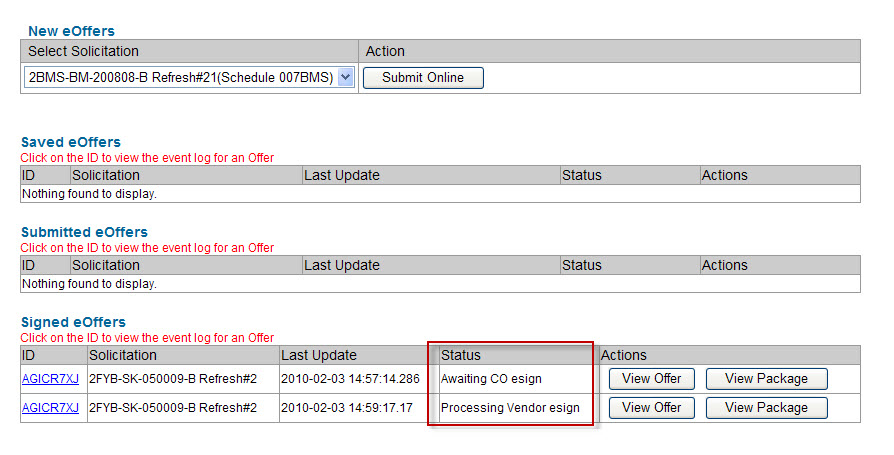 New eOffers
Select Solicitation Action
2BMS-BM-200808-B Refresh#21(Schedule 007BMS) Submit Online
Saved eOffers
Click on the ID to view the event log for an Offer
ID Solicitation Last Update Status Actions
Nothing found to display.
Submitted eOffers
Click on the ID to view the event log for an Offer
ID Solicitation Last Update Status Actions
Nothing found to display.
Signed eOffers
Click on the ID to view the event log for an Offer
ID Solicitation Last Update Status Actions
AGICR7XJ 2FYB-SK-050009-B Refresh#2 2010-02-03 14:57:14.286 Awaiting CO esign View Offer View Package
AGICR7XJ 2FYB-SK-050009-B Refresh#2 2010-02-03 14:59:17.17 Processing Vendor esign View Offer View Package